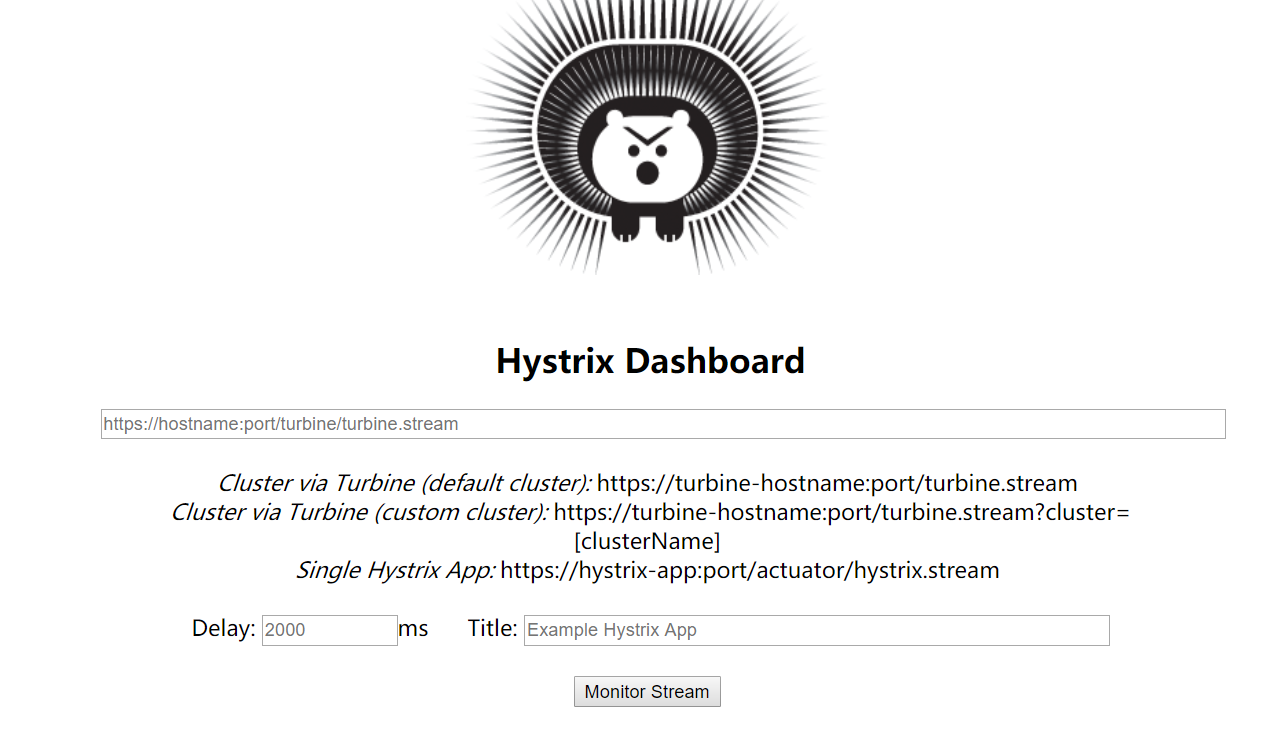 Hystrix Dashboard
https://hostname:port/turbine/turbine.stream
Cluster via Turbine (default cluster): https://turbine-hostname:port/turbine.stream
Cluster via Turbine (custom cluster): https://turbine-hostname:port/turbine.stream?cluster=
[clusterName]
Single Hystrix App: https://hystrix-app:port/actuator/hystrix.stream
Delay: 2000 ms Title: Example Hystrix App
Monitor Stream